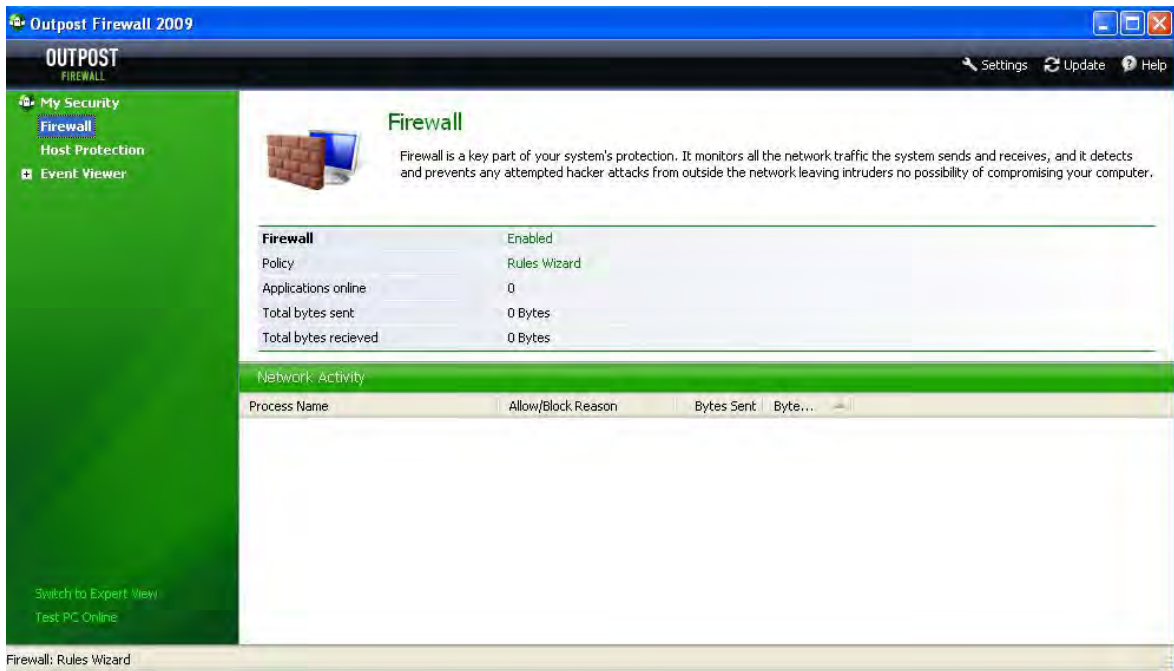 Outpost Firewall 2009
OUTPOST
FIREWALL
Settings Update Help
My Security
Firewall
Host Protection
Event Viewer
Firewall
Firewall is a key part of your system's protection. It monitors all the network traffic the system sends and receives, and it detects
and prevents any attempted hacker attacks from outside the network leaving intruders no possibility of compromising your computer.
Firewall Enabled
Policy Rules Wizard
Applications online 0
Total bytes sent 0 Bytes
Total bytes recieved 0 Bytes
Network Activity
Process Name Allow/Block Reason Bytes Sent Byte...
Switch to Expert View
Test PC Online
Firewall: Rules Wizard